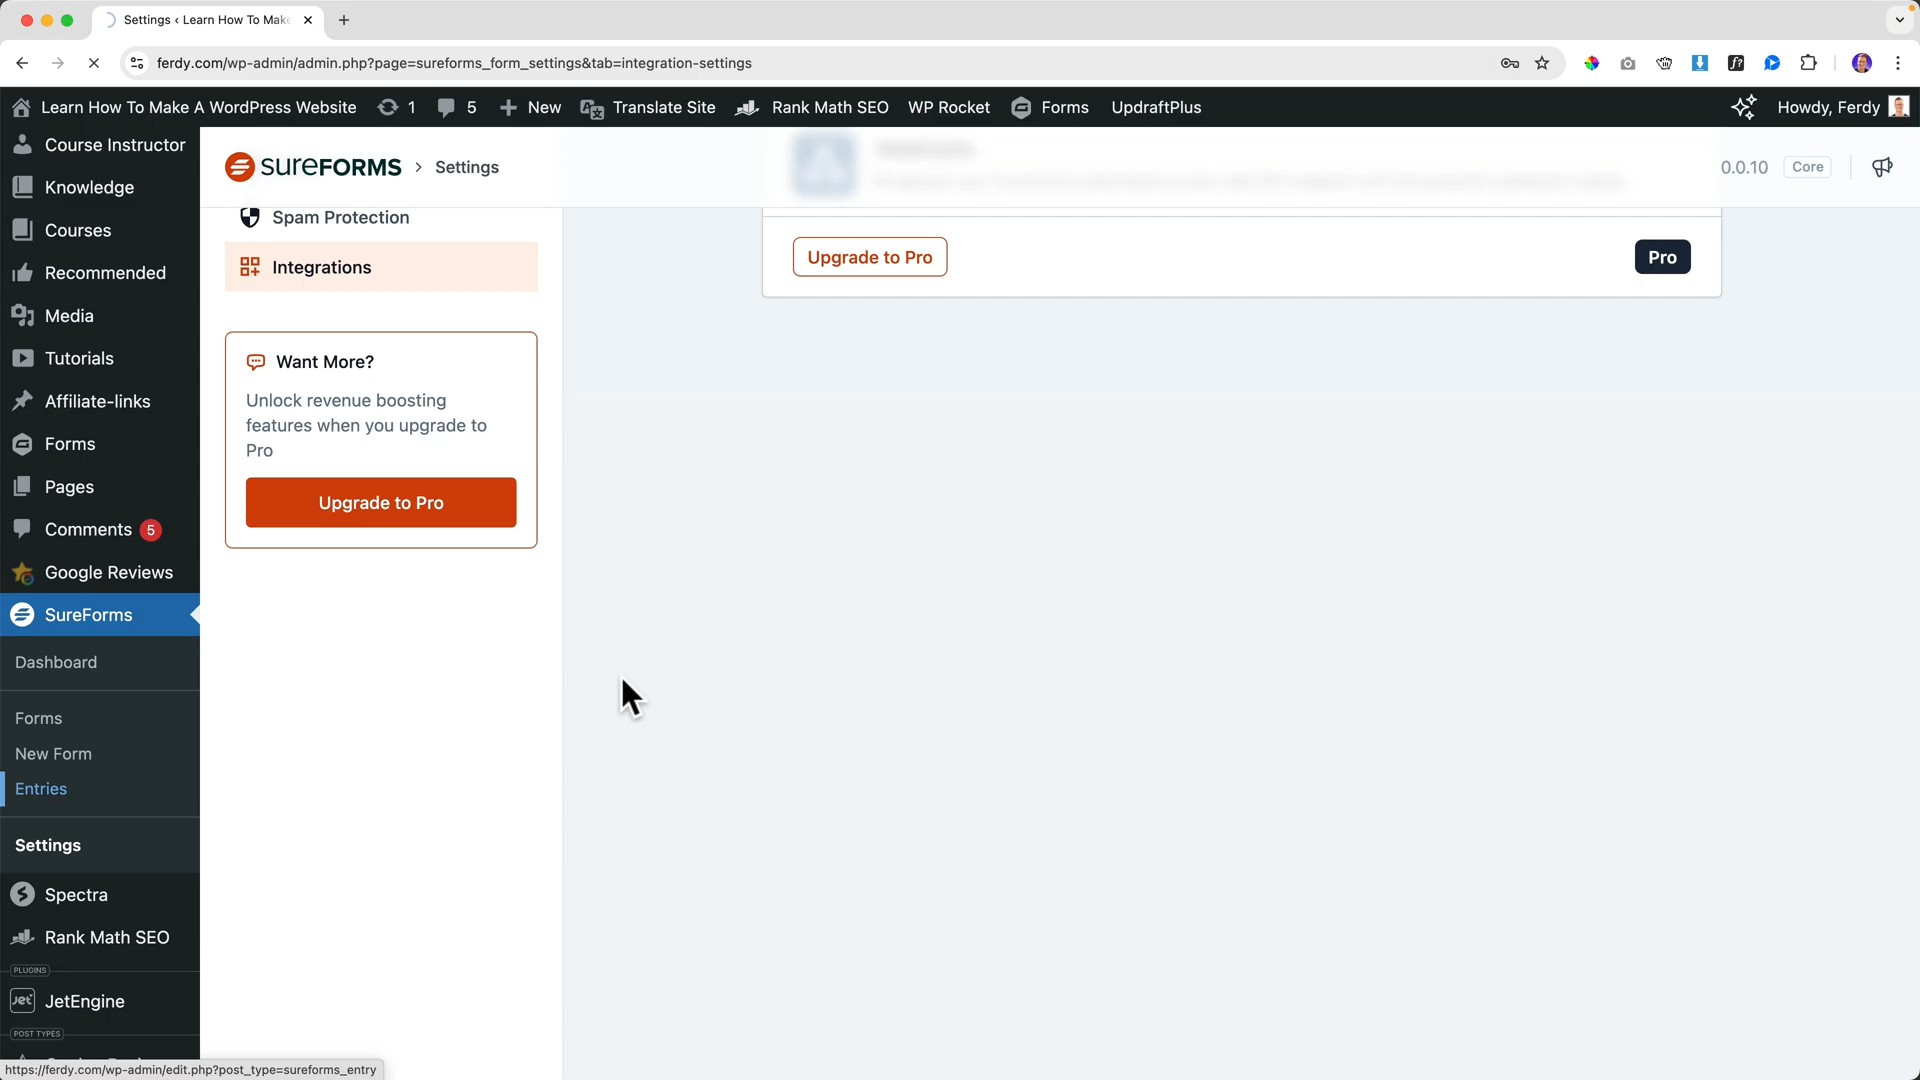 Settings ‹ Learn How To Make
ferdy.com/wp-admin/admin.php?page=sureforms_form_settings&tab=integration-settings
Learn How To Make A WordPress Website
1
5
New
Translate Site
Rank Math SEO
WP Rocket
Forms
UpdraftPlus
Howdy, Ferdy
Course Instructor
Knowledge
Courses
Recommended
Media
Tutorials
Affiliate-links
Forms
Pages
Comments 5
Google Reviews
SureForms
Dashboard
Forms
New Form
Entries
Settings
Spectra
Rank Math SEO
PLUGINS
Jet JetEngine
POST TYPES
https://ferdy.com/wp-admin/edit.php?post_type=sureforms_entry
SUREFORMS > Settings
0.0.10 Core
Spam Protection
Integrations
Want More?
Unlock revenue boosting
features when you upgrade to
Pro
Upgrade to Pro
Upgrade to Pro
Pro